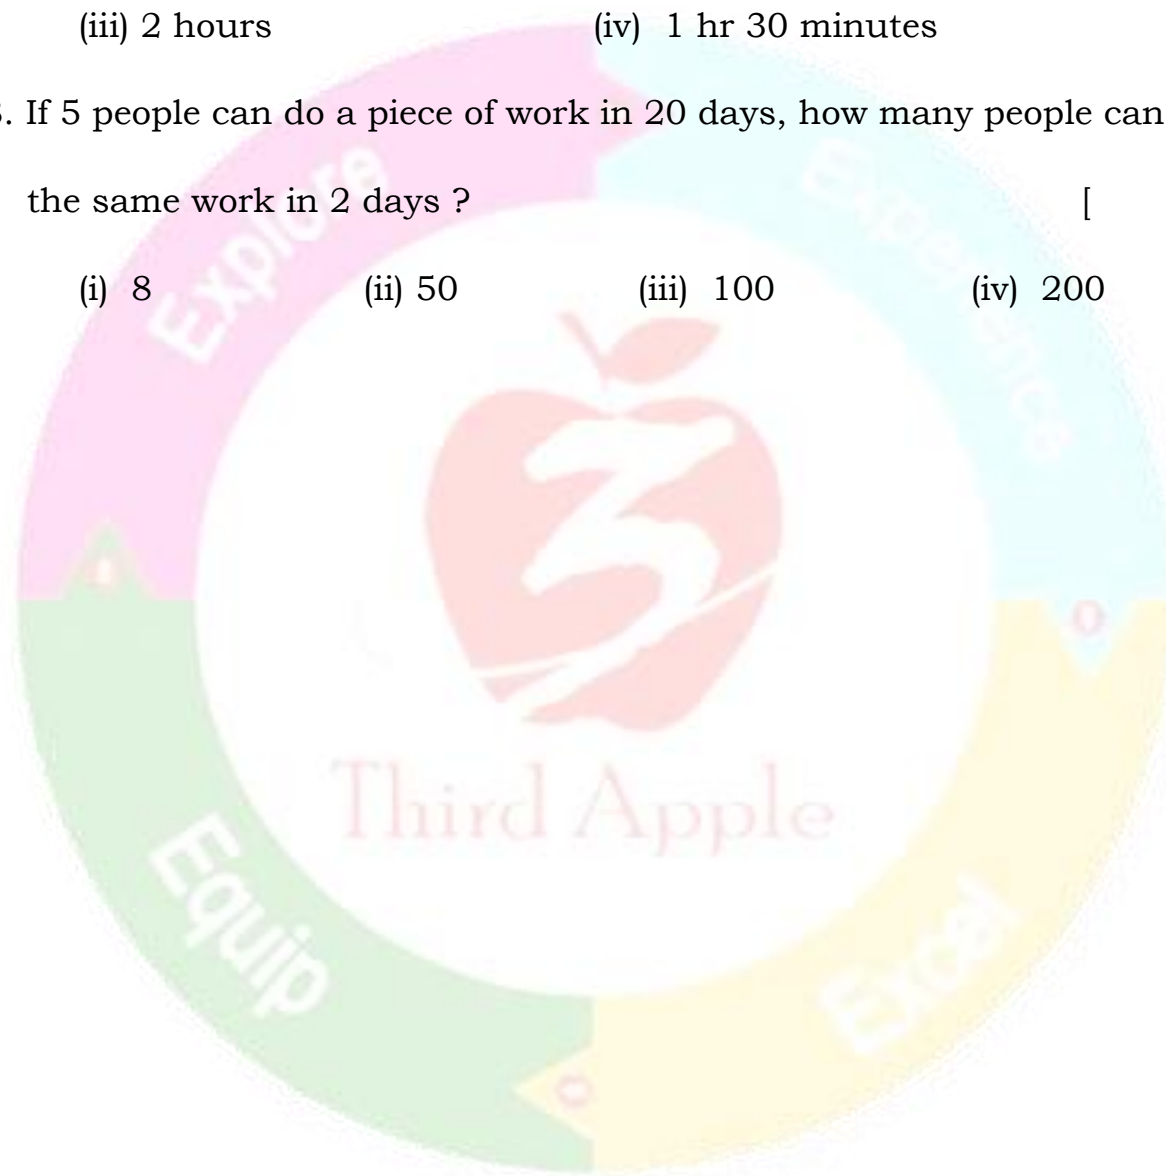 (iii) 2 hours (iv) 1 hr 30 minutes
. If 5 people can do a piece of work in 20 days, how many people can
the same work in 2 days ? [
(i) 8 (ii) 50 (iii) 100 (iv) 200
Explore
Experience
3
Third Apple
Equip
Excel